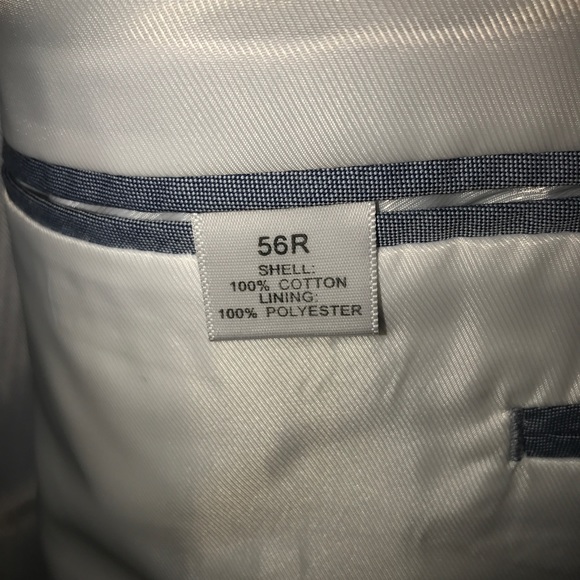 56R
SHELL:
100% COTTON
LINING:
100% POLYESTER